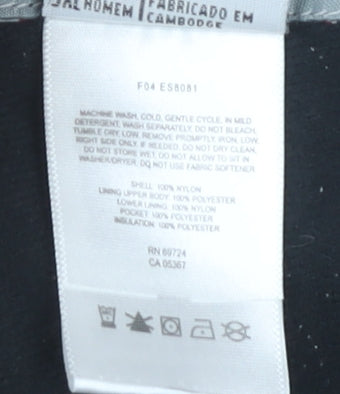 HOMEM FABRICADO EM
CAMBODGE
F04 ES8081
MACHINE WASH, COLD, GENTLE CYCLE, IN MILD
DETERGENT. WASH SEPARATELY. DO NOT BLEACH.
TUMBLE DRY, LOW. REMOVE PROMPTLY. IRON, LOW,
RIGHT SIDE ONLY, IF NEEDED. DO NOT DRY CLEAN.
DO NOT STORE WET. DO NOT ALLOW TO SIT IN
WASHER/DRYER. DO NOT USE FABRIC SOFTENER
SHELL: 100% NYLON
LINING UPPER BODY: 100% POLYESTER
LOWER LINING: 100% NYLON
POCKET: 100% POLYESTER
INSULATION: 100% POLYESTER
RN 69724
CA 05367